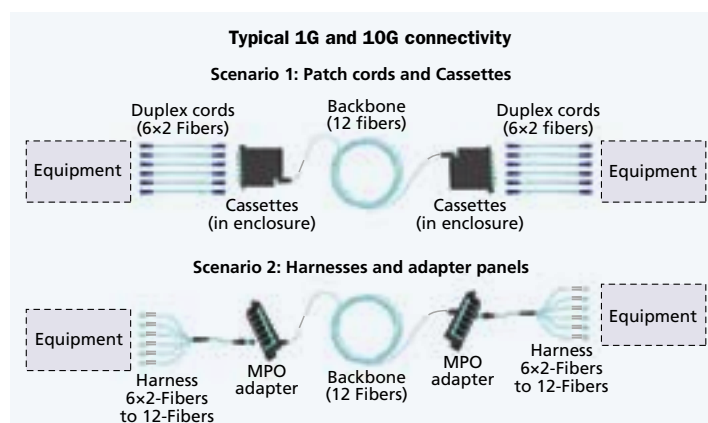 Typical 1G and 10G connectivity
Scenario 1: Patch cords and Cassettes
Duplex cords
(6×2 Fibers)
Backbone
(12 fibers)
Duplex cords
(6×2 fibers)
Equipment
Equipment
Cassettes
(in enclosure)
Cassettes
(in enclosure)
Scenario 2: Harnesses and adapter panels
Equipment
Equipment
Harness
6×2-Fibers
to 12-Fibers
MPO
adapter
Backbone
(12 Fibers)
MPO
adapter
Harness
6×2-Fibers
to 12-Fibers